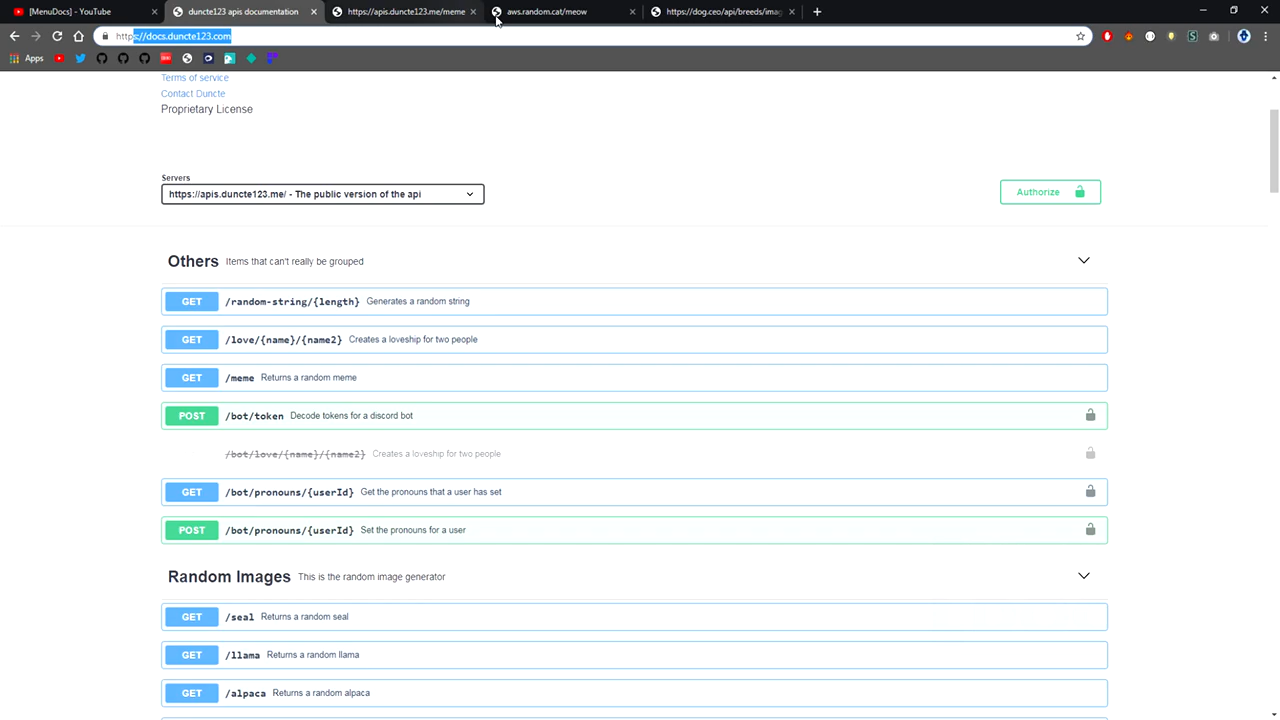 [MenuDocs] - YouTube
duncte123 apis documentation
https://apis.duncte123.me/meme
aws.random.cat/meow
https://dog.ceo/api/breeds/imag
https://docs.duncte123.com
Apps
Terms of service
Contact Duncte
Proprietary License
Servers
https://apis.duncte123.me/ - The public version of the api
Authorize
Others Items that can't really be grouped
GET /random-string/{length} Generates a random string
GET /love/{name}/{name2} Creates a loveship for two people
GET /meme Returns a random meme
POST /bot/token Decode tokens for a discord bot
/bot/love/{name}/{name2} Creates a loveship for two people
GET /bot/pronouns/{userId} Get the pronouns that a user has set
POST /bot/pronouns/{userId} Set the pronouns for a user
Random Images This is the random image generator
GET /seal Returns a random seal
GET /llama Returns a random llama
GET /alpaca Returns a random alpaca